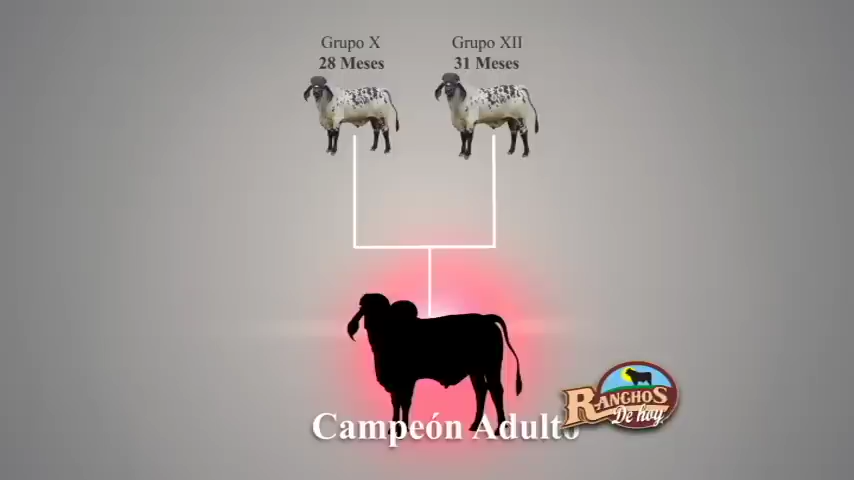 Grupo X
28 Meses
Grupo XII
31 Meses
Campeón Adulto
RANCHOS
De hoy